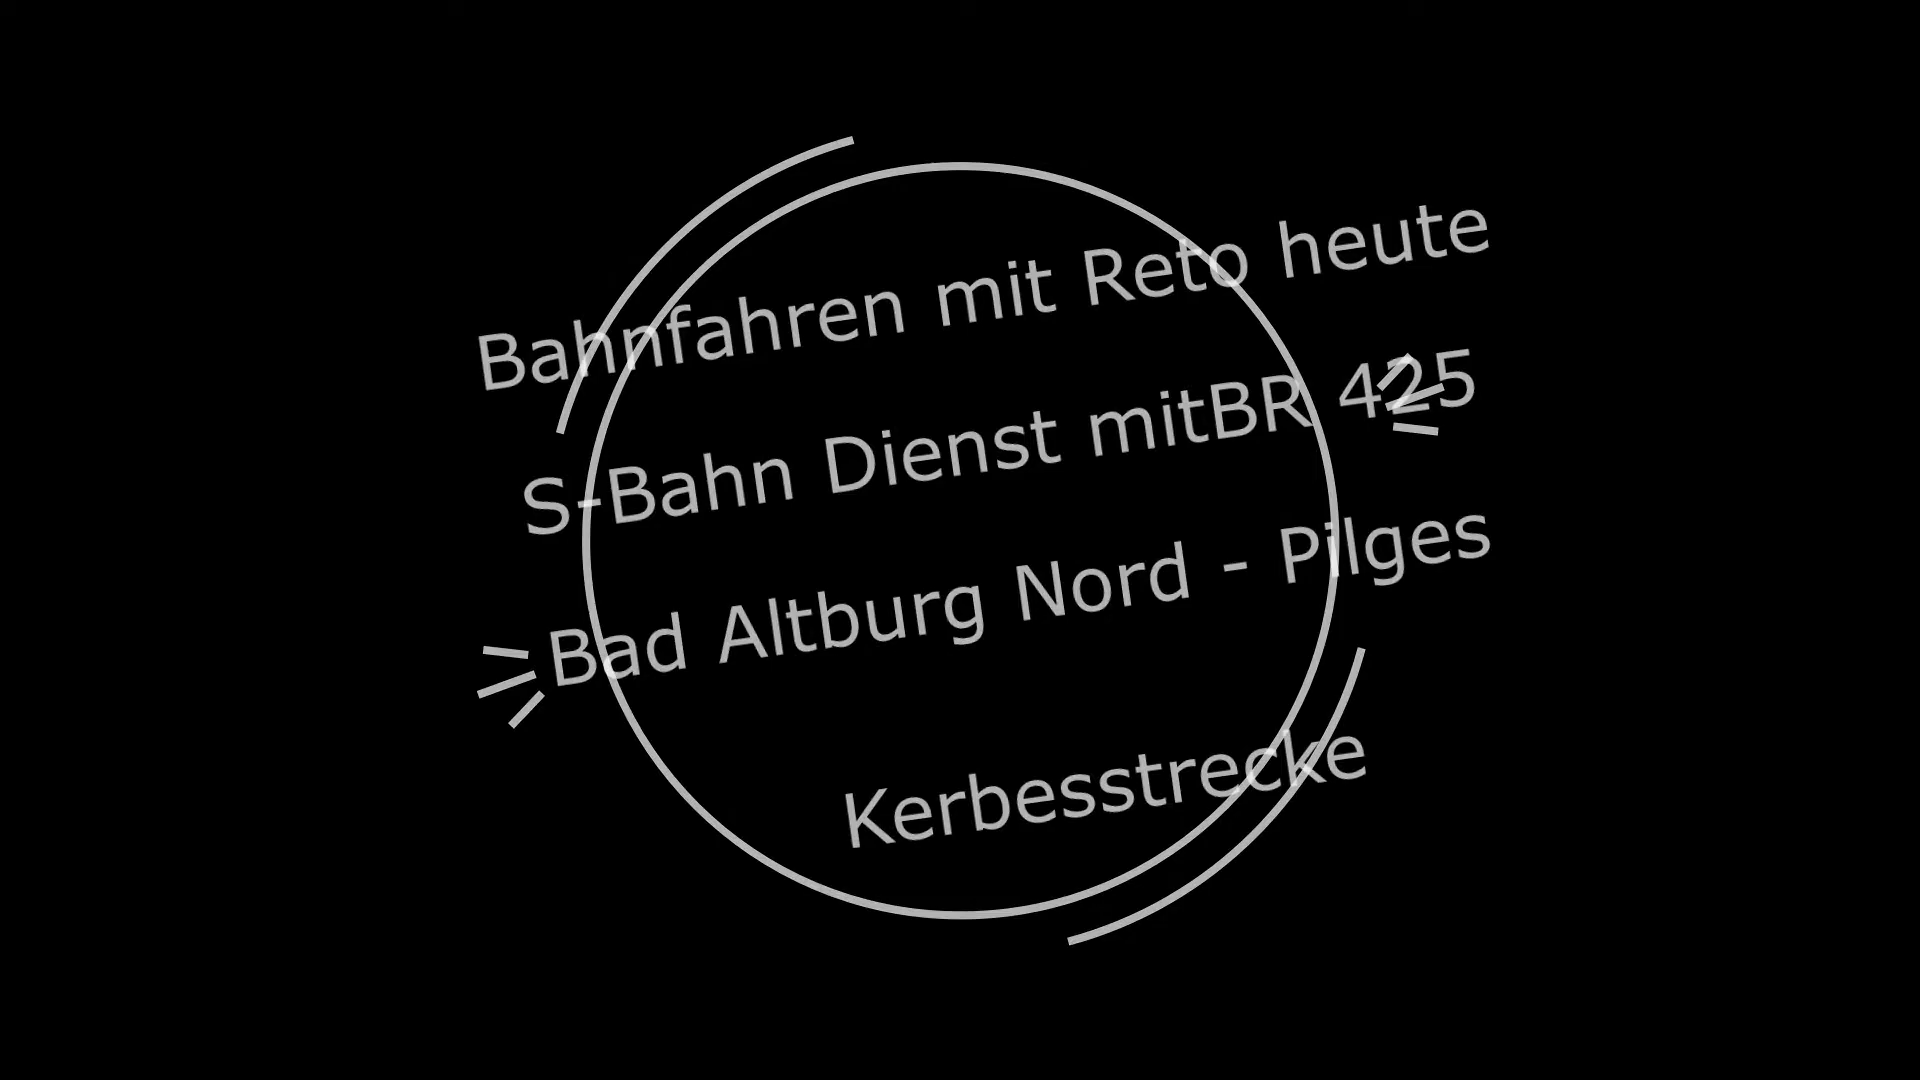 Bahnfahren mit Reto heute
S-Bahn Dienst mitBR 425
Bad Altburg Nord - Pilges
Kerbesstrecke